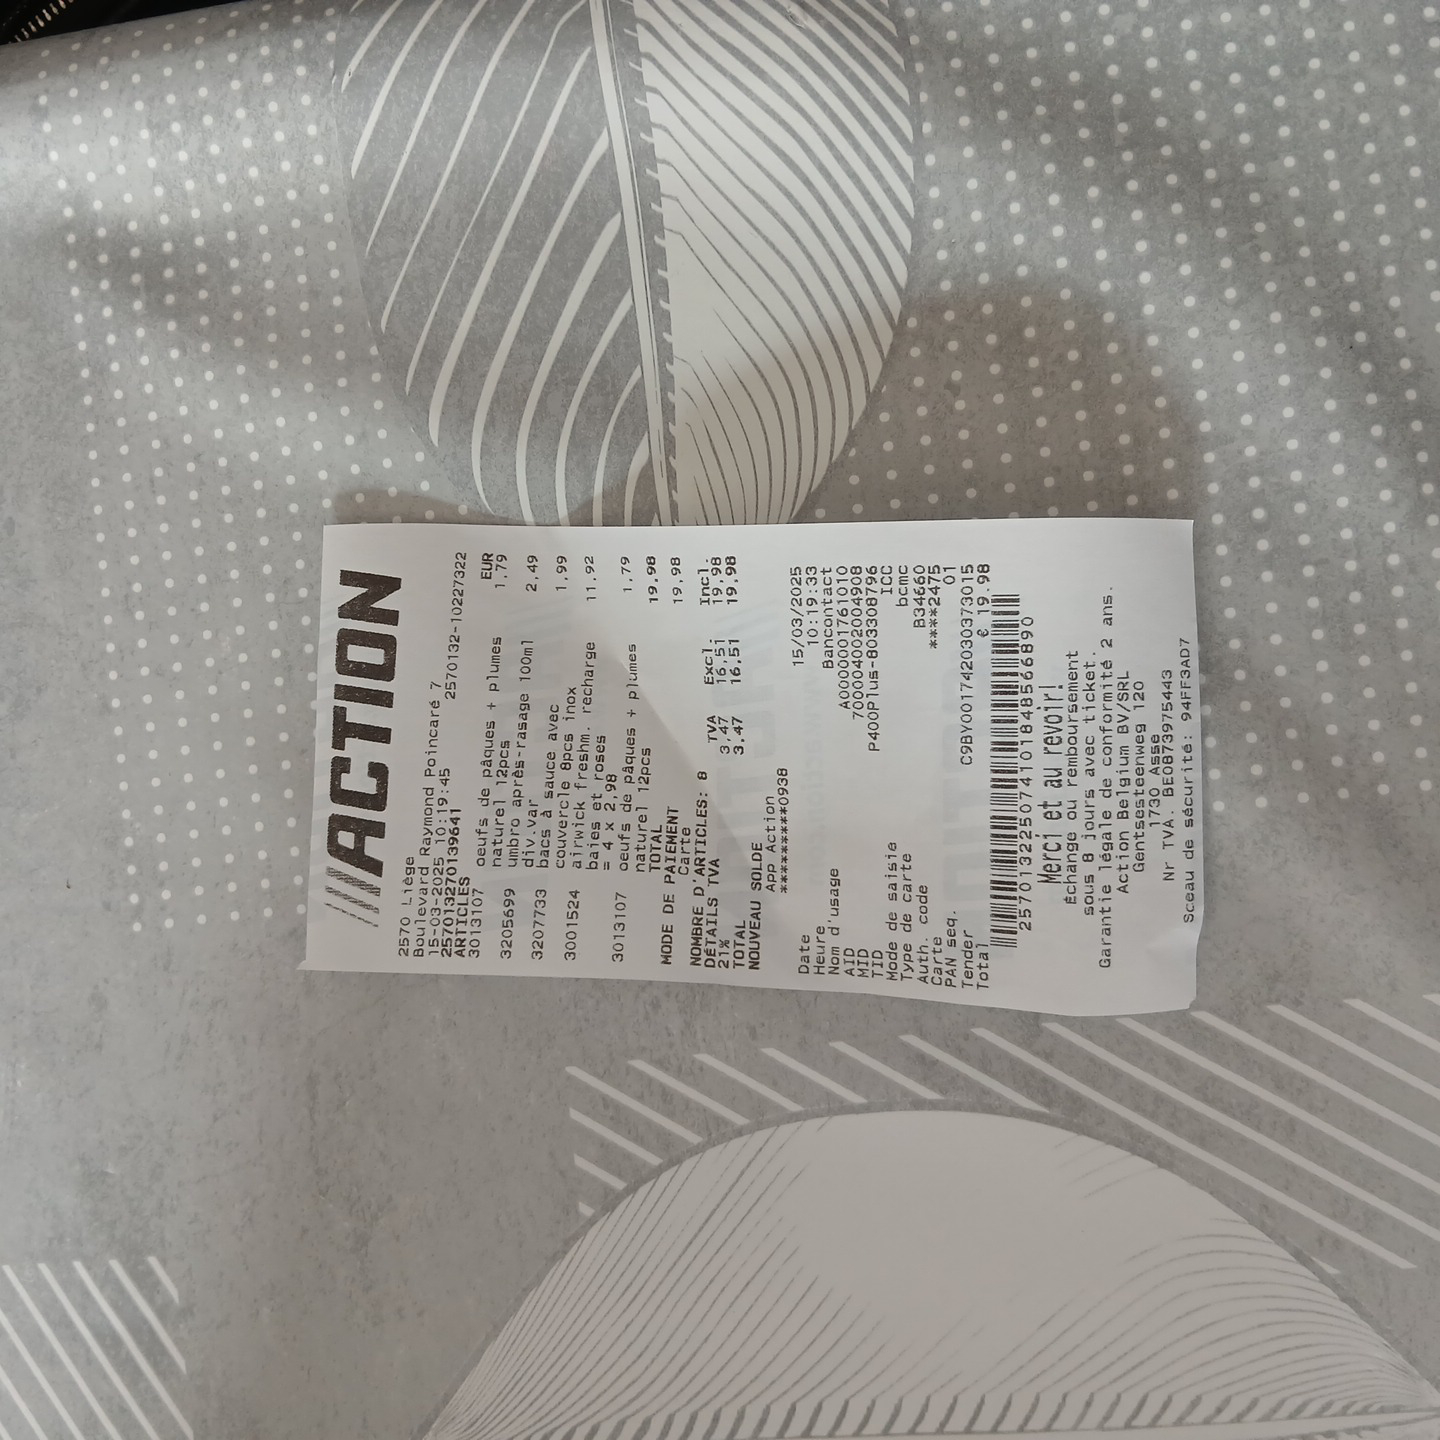 ACTION
2570 Liège
Boulevard Raymond Poincaré 7
15-03-2025 10:19:45 2570132-10227322
257013270139641
ARTICLES EUR
3013107 oeufs de pâques + plumes 1,79
naturel 12pcs
3205699 umbro après-rasage 100ml 2,49
div.var
3207733 bacs à sauce avec 1,99
couvercle 8pcs inox
3001524 airwick freshm. recharge 11,92
baies et roses
= 4 x 2,98
3013107 oeufs de pâques + plumes 1,79
naturel 12pcs
TOTAL 19,98
MODE DE PAIEMENT
Carte 19,98
NOMBRE D'ARTICLES: 8
DÉTAILS TVA TVA Excl. Incl.
21% 3,47 16,51 19,98
TOTAL 3,47 16,51 19,98
NOUVEAU SOLDE
App Action
*********0938
Date 15/03/2025
Heure 10:19:33
Nom d'usage Bancontact
AID A0000001761010
MID 70000402004908
TID P400Plus-803308796
Mode de saisie ICC
Type de carte bcmc
Auth. code B34660
Carte ****2475
PAN seq. 01
Tender C9BY001742030373015
Total € 19.98
2570132250741018485566890
Merci et au revoir!
Échange ou remboursement
sous 8 jours avec ticket.
Garantie légale de conformité 2 ans.
Action Belgium BV/SRL
Gentsesteenweg 120
1730 Asse
Nr TVA. BE0873975443
Sceau de sécurité: 94FF3AD7